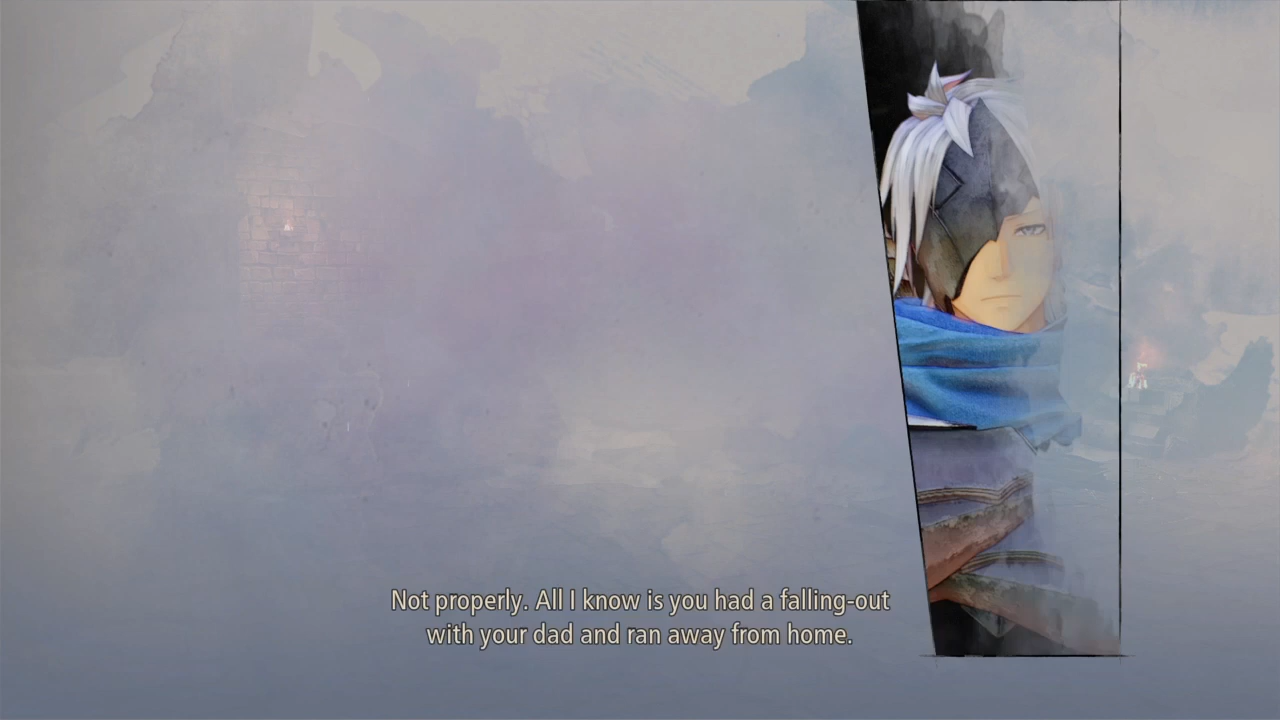 Not properly. All I know is you had a falling-out
with your dad and ran away from home.